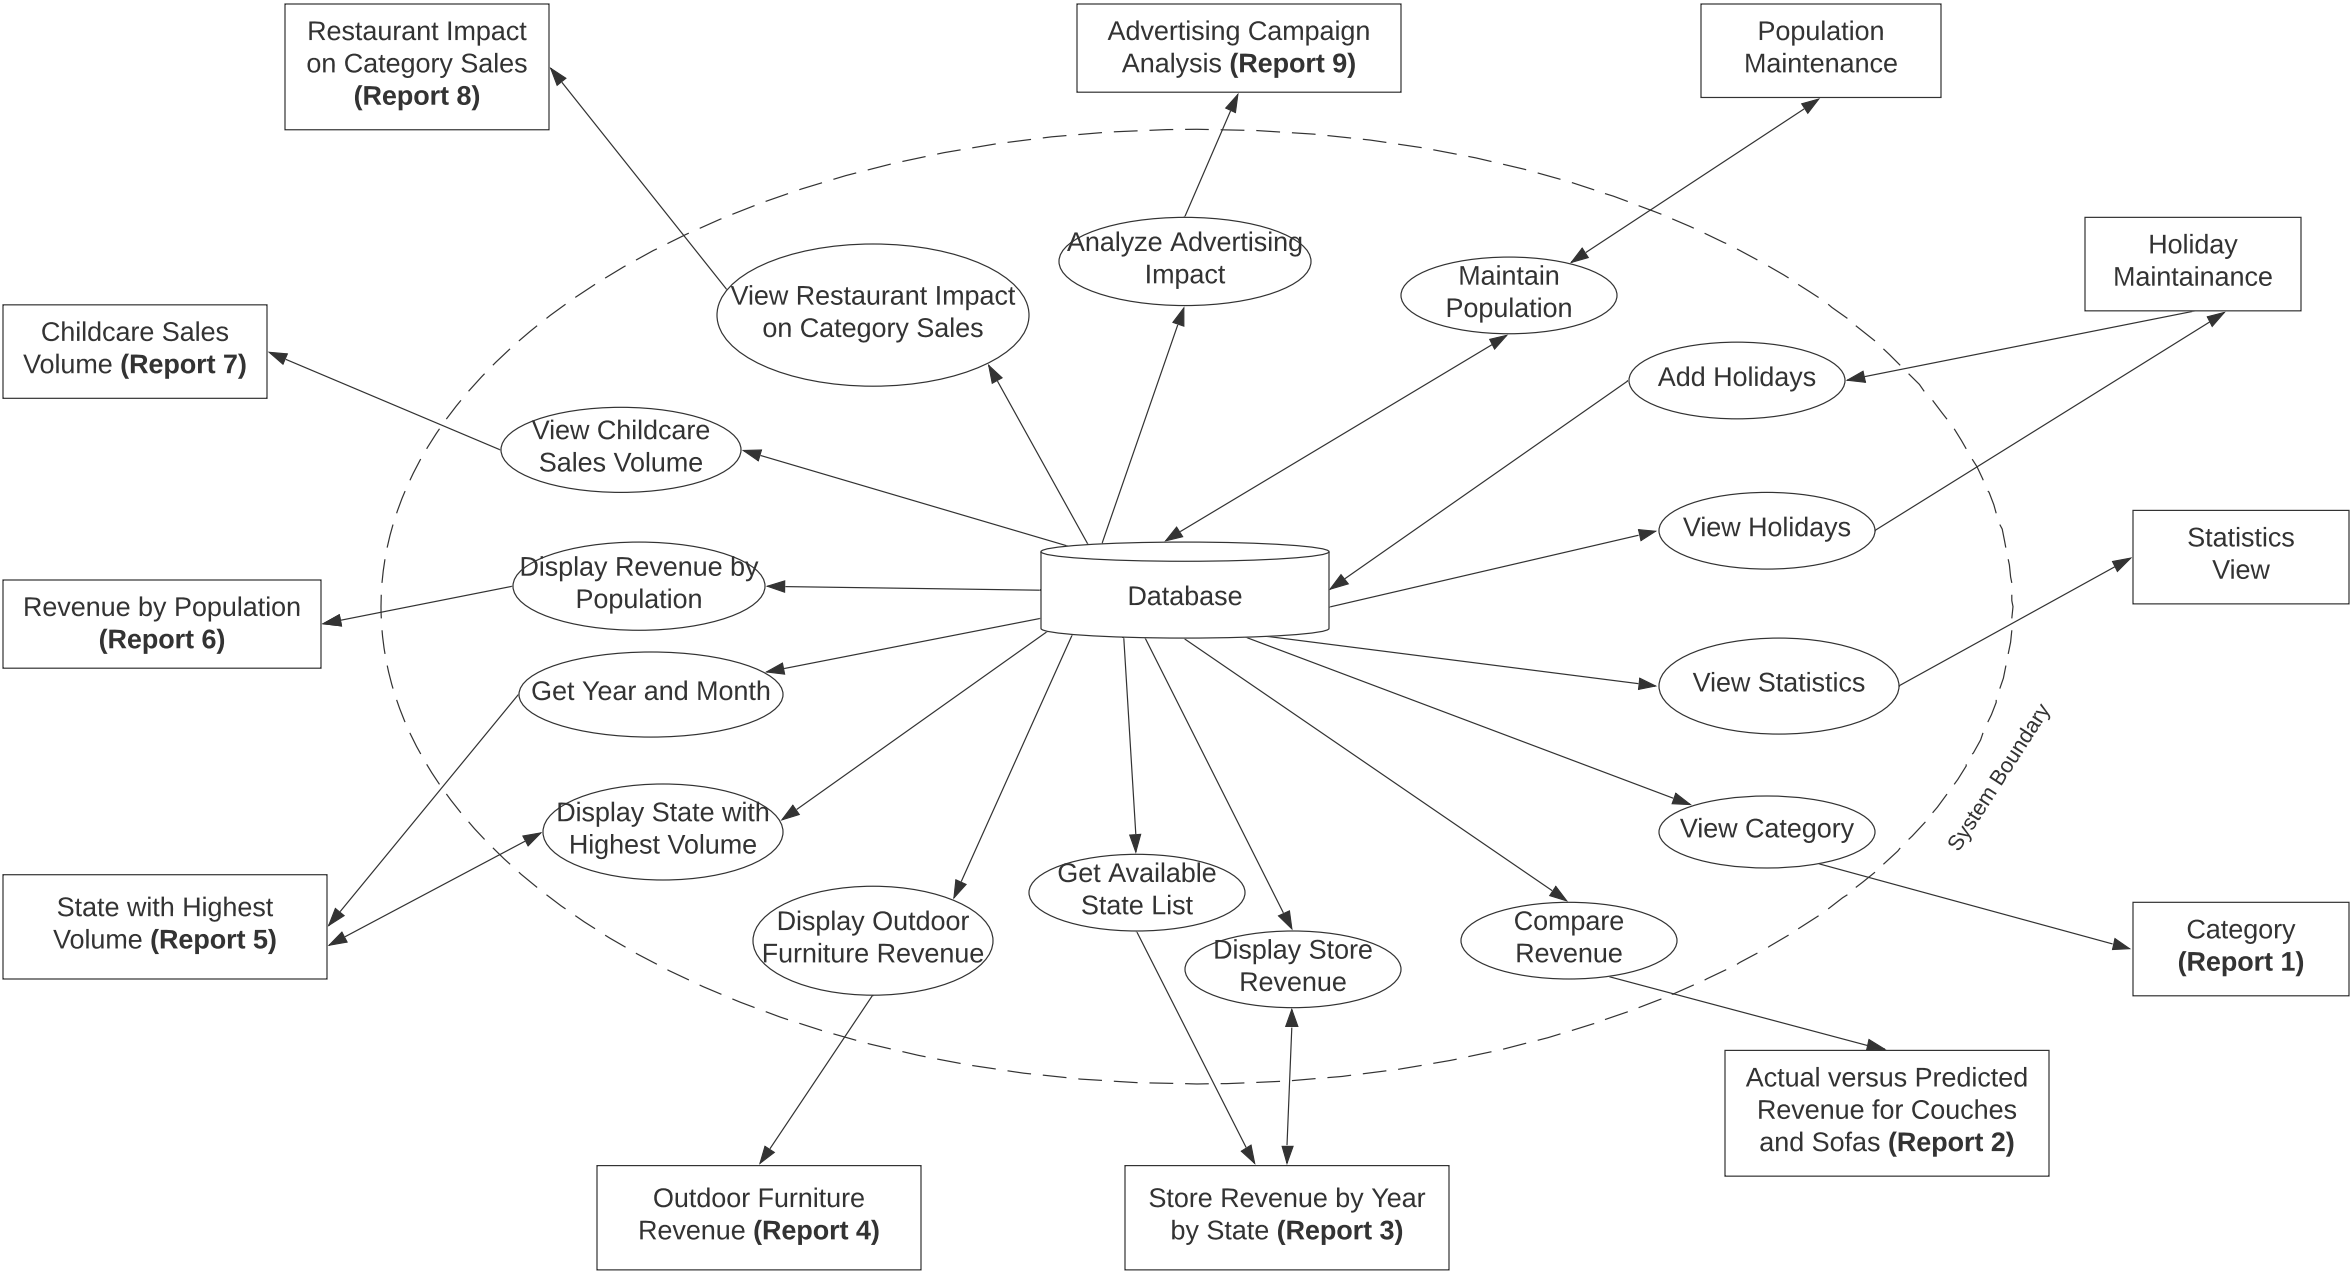 Restaurant Impact
on Category Sales
(Report 8)
Advertising Campaign
Analysis (Report 9)
Population
Maintenance
Analyze Advertising
Impact
Holiday
Maintainance
View Restaurant Impact
on Category Sales
Maintain
Population
Childcare Sales
Volume (Report 7)
Add Holidays
View Childcare
Sales Volume
View Holidays
Statistics
View
Display Revenue by
Population
Database
Revenue by Population
(Report 6)
Get Year and Month
View Statistics
System Boundary
Display State with
Highest Volume
View Category
State with Highest
Volume (Report 5)
Display Outdoor
Furniture Revenue
Get Available
State List
Display Store
Revenue
Compare
Revenue
Category
(Report 1)
Actual versus Predicted
Revenue for Couches
and Sofas (Report 2)
Outdoor Furniture
Revenue (Report 4)
Store Revenue by Year
by State (Report 3)